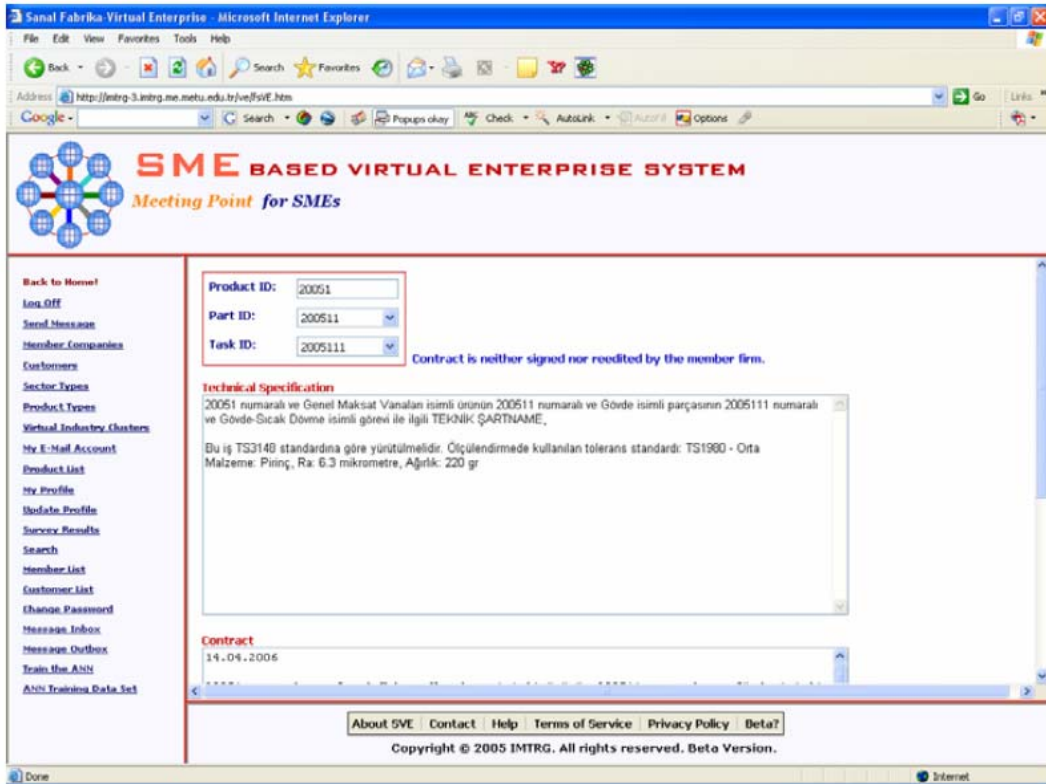 Sanal Fabrika-Virtual Enterprise - Microsoft Internet Explorer
File Edit View Favorites Tools Help
Back Search Favorites
Address http://imtrg-3.imtrg.me.metu.edu.tr/ve/FsVE.htm Go Links
Google Search Popups okay Check AutoLink AutoFill Options
SME BASED VIRTUAL ENTERPRISE SYSTEM
Meeting Point for SMEs
Back to Home!
Log Off
Send Message
Member Companies
Customers
Sector Types
Product Types
Virtual Industry Clusters
My E-Mail Account
Product List
My Profile
Update Profile
Survey Results
Search
Member List
Customer List
Change Password
Message Inbox
Message Outbox
Train the ANN
ANN Training Data Set
Product ID: 20051
Part ID: 200511
Task ID: 2005111
Contract is neither signed nor reedited by the member firm.
Technical Specification
20051 numaralı ve Genel Maksat Vanaları isimli ürünün 200511 numaralı ve Gövde isimli parçasının 2005111 numaralı
ve Gövde-Sıcak Dövme isimli görevi ile ilgili TEKNİK ŞARTNAME,
Bu iş TS3148 standardına göre yürütülmelidir. Ölçülendirmede kullanılan tolerans standardı: TS1980 - Orta
Malzeme: Pirinç, Ra: 6.3 mikrometre, Ağırlık: 220 gr
Contract
14.04.2006
About SVE Contact Help Terms of Service Privacy Policy Beta?
Copyright © 2005 IMTRG. All rights reserved. Beta Version.
Done Internet